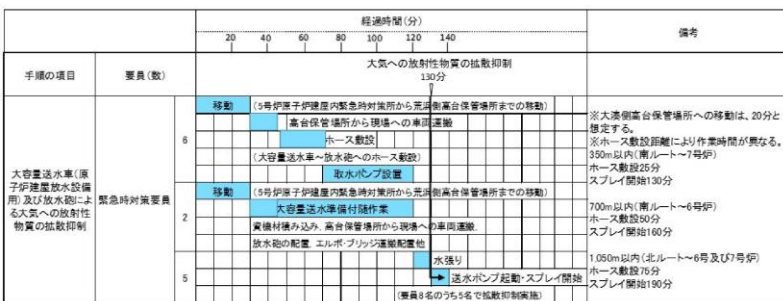 経過時間(分)
備考
20 40 60 80 100 120 140
手順の項目
要員(数)
大気への放射性物質の拡散抑制
130分
大容量送水車(原
子炉建屋放水設備
用)及び放水砲によ
る大気への放射性
物質の拡散抑制
緊急時対策要員
6
移動
(5号炉原子炉建屋内緊急時対策所から荒浜側高台保管場所までの移動)
高台保管場所から現場への車両運搬
ホース敷設
(大容量送水車~放水砲へのホース敷設)
取水ポンプ設置
2
移動
(5号炉原子炉建屋内緊急時対策所から荒浜側高台保管場所までの移動)
大容量送水準備付随作業
資機材積み込み、高台保管場所から現場への車両運搬、
放水砲の配置、エルボ・ブリッジ運搬配置他
5
水張り
送水ポンプ起動・スプレイ開始
(要員8名のうち5名で拡散抑制実施)
※大湊側高台保管場所への移動は、20分と
想定する。
※ホース敷設距離により作業時間が異なる。
350m以内(南ルート~7号炉)
ホース敷設25分
スプレイ開始130分
700m以内(南ルート~6号炉)
ホース敷設50分
スプレイ開始160分
1,050m以内(北ルート~6号及び7号炉)
ホース敷設75分
スプレイ開始190分